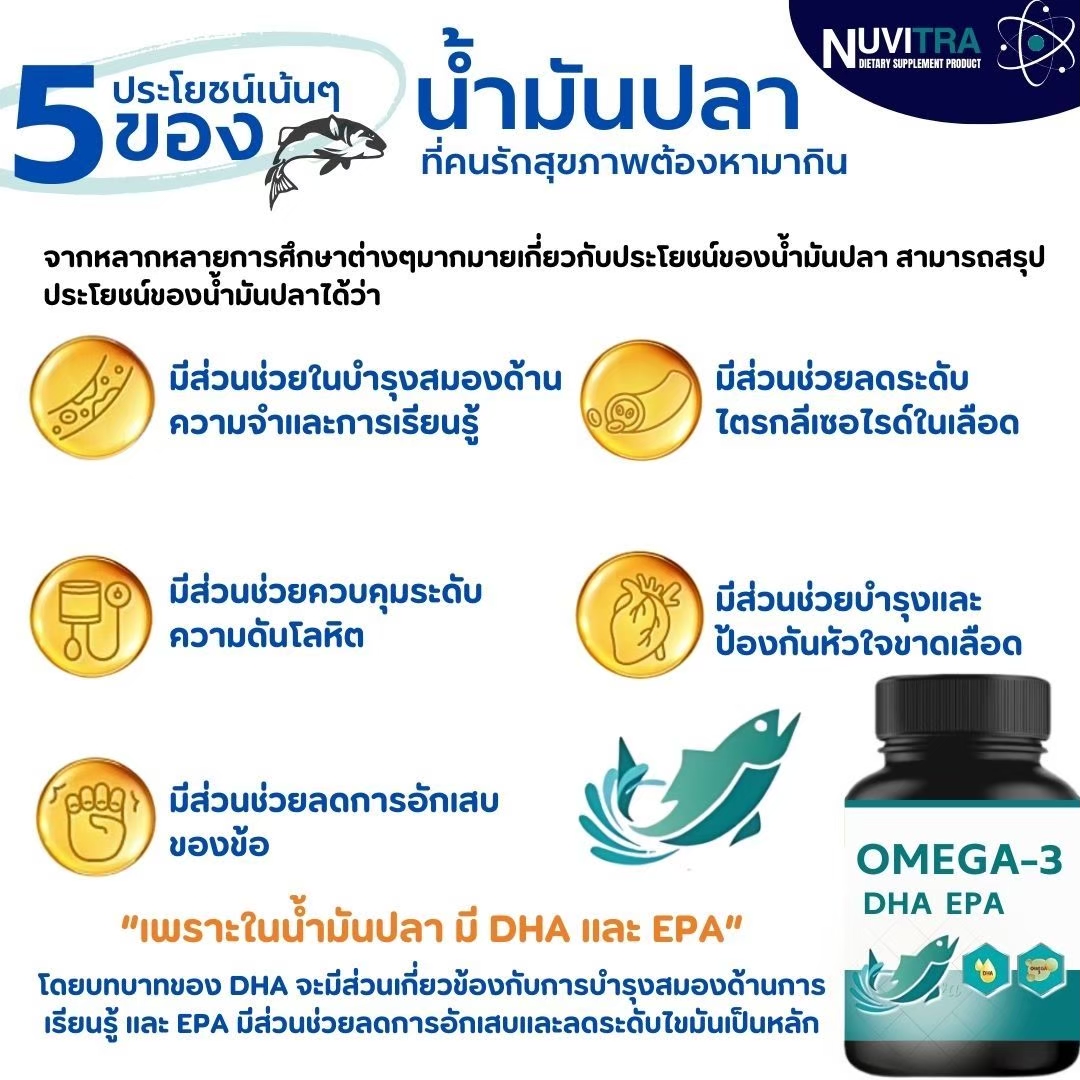 NUVITRA
DIETARY SUPPLEMENT PRODUCT
5 ประโยชน์เน้นๆ
ของ
น้ำมันปลา
ที่คนรักสุขภาพต้องหามากิน
จากหลากหลายการศึกษาต่างๆมากมายเกี่ยวกับประโยชน์ของน้ำมันปลา สามารถสรุป
ประโยชน์ของน้ำมันปลาได้ว่า
มีส่วนช่วยในบำรุงสมองด้าน
ความจำและการเรียนรู้
มีส่วนช่วยลดระดับ
ไตรกลีเซอไรด์ในเลือด
มีส่วนช่วยควบคุมระดับ
ความดันโลหิต
มีส่วนช่วยบำรุงและ
ป้องกันหัวใจขาดเลือด
มีส่วนช่วยลดการอักเสบ
ของข้อ
"เพราะในน้ำมันปลา มี DHA และ EPA"
โดยบทบาทของ DHA จะมีส่วนเกี่ยวข้องกับการบำรุงสมองด้านการ
เรียนรู้ และ EPA มีส่วนช่วยลดการอักเสบและลดระดับไขมันเป็นหลัก
OMEGA-3
DHA EPA
DHA
OMEGA
3